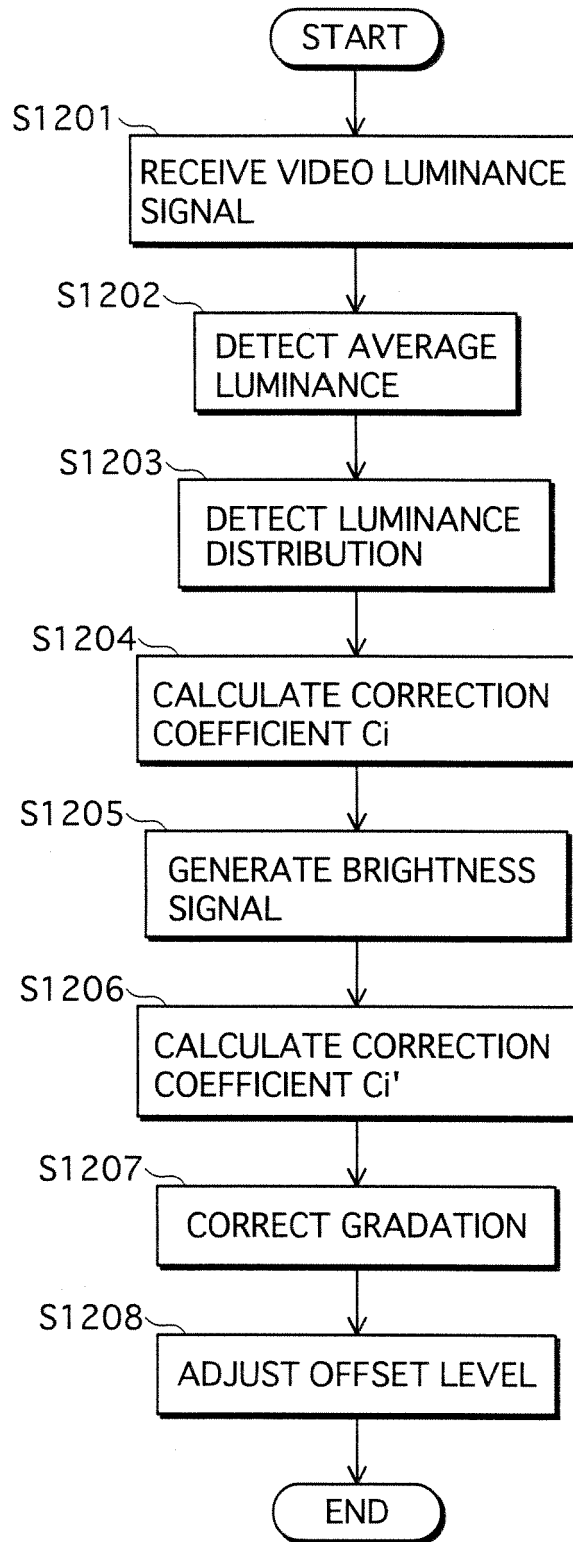 START
S1201
RECEIVE VIDEO LUMINANCE
SIGNAL
S1202
DETECT AVERAGE
LUMINANCE
S1203
DETECT LUMINANCE
DISTRIBUTION
S1204
CALCULATE CORRECTION
COEFFICIENT Ci
S1205
GENERATE BRIGHTNESS
SIGNAL
S1206
CALCULATE CORRECTION
COEFFICIENT Ci'
S1207
CORRECT GRADATION
S1208
ADJUST OFFSET LEVEL
END